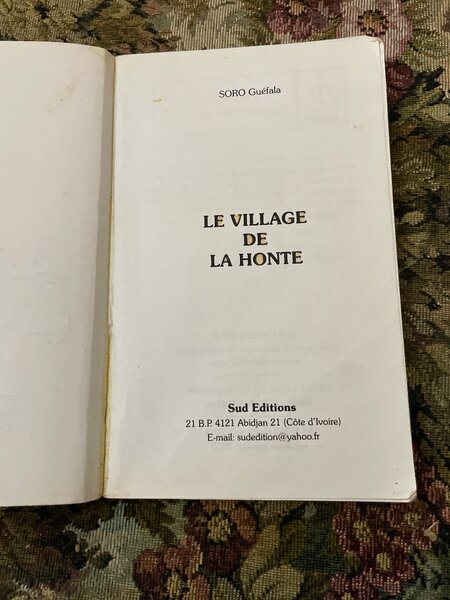 SORO Guéfala
LE VILLAGE
DE
LA HONTE
Sud Editions
21 B.P. 4121 Abidjan 21 (Côte d'Ivoire)
E-mail: sudedition@yahoo.fr